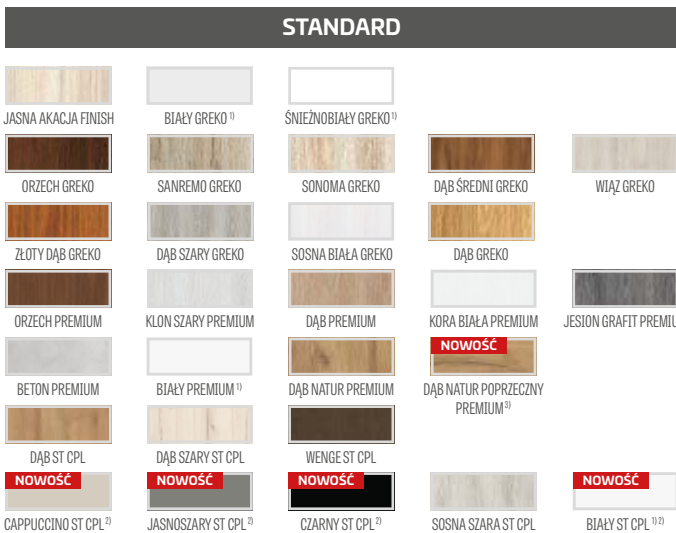 STANDARD
JASNA AKACJA FINISH BIAŁY GREKO 1) ŚNIEŻNOBIAŁY GREKO 1)
ORZECH GREKO SANREMO GREKO SONOMA GREKO DĄB ŚREDNI GREKO WIĄZ GREKO
ZŁOTY DĄB GREKO DĄB SZARY GREKO SOSNA BIAŁA GREKO DĄB GREKO
ORZECH PREMIUM KLON SZARY PREMIUM DĄB PREMIUM KORA BIAŁA PREMIUM JESION GRAFIT PREMIU
NOWOŚĆ
BETON PREMIUM BIAŁY PREMIUM 1) DĄB NATUR PREMIUM DĄB NATUR POPRZECZNY
PREMIUM 3)
DĄB ST CPL DĄB SZARY ST CPL WENGE ST CPL
NOWOŚĆ NOWOŚĆ NOWOŚĆ NOWOŚĆ
CAPPUCCINO ST CPL 2) JASNOSZARY ST CPL 2) CZARNY ST CPL 2) SOSNA SZARA ST CPL BIAŁY ST CPL 1) 2)